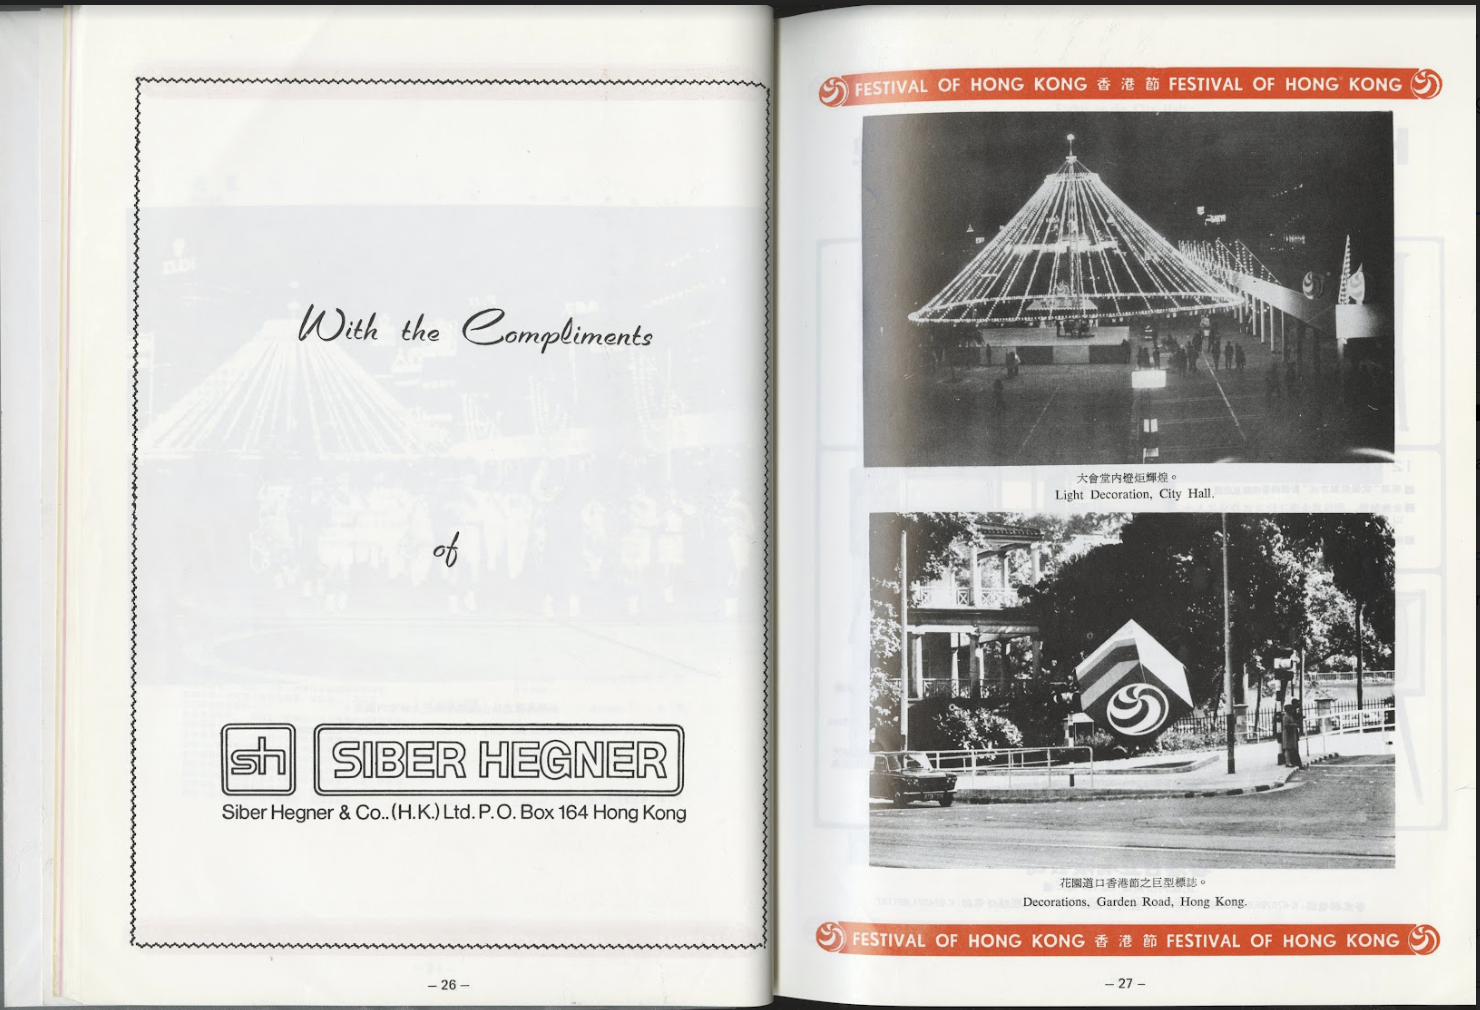 With the Compliments
of
sh SIBER HEGNER
Siber Hegner & Co..(H.K.) Ltd. P.O. Box 164 Hong Kong
– 26 –
FESTIVAL OF HONG KONG 香港節 FESTIVAL OF HONG KONG
大會堂內燈炬輝煌。
Light Decoration, City Hall.
花園道口香港節之巨型標誌。
Decorations, Garden Road, Hong Kong.
FESTIVAL OF HONG KONG 香港節 FESTIVAL OF HONG KONG
– 27 –